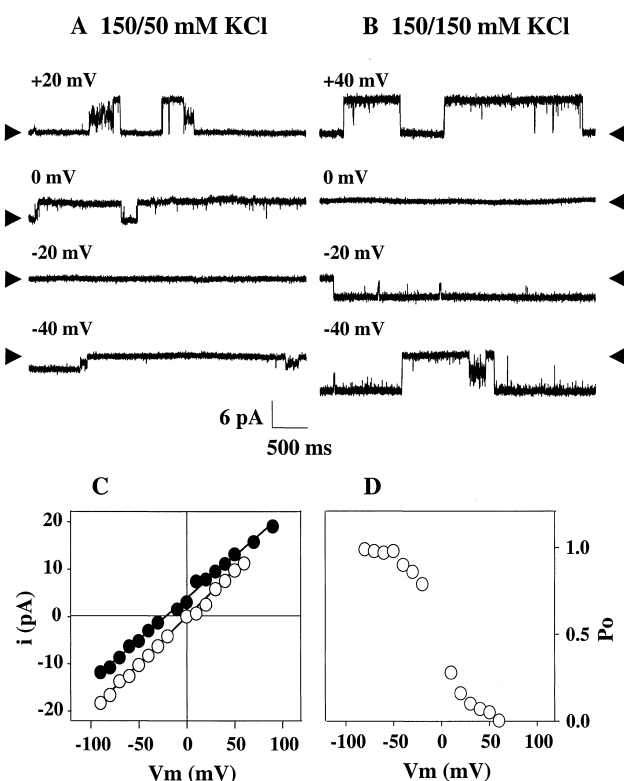 A 150/50 mM KCl
B 150/150 mM KCl
+20 mV
+40 mV
0 mV
0 mV
-20 mV
-20 mV
-40 mV
-40 mV
6 pA
500 ms
C
D
20
10
0
-10
-20
i (pA)
-100 -50 0 50 100
Vm (mV)
1.0
0.5
0.0
Po
-100 -50 0 50 100
Vm (mV)